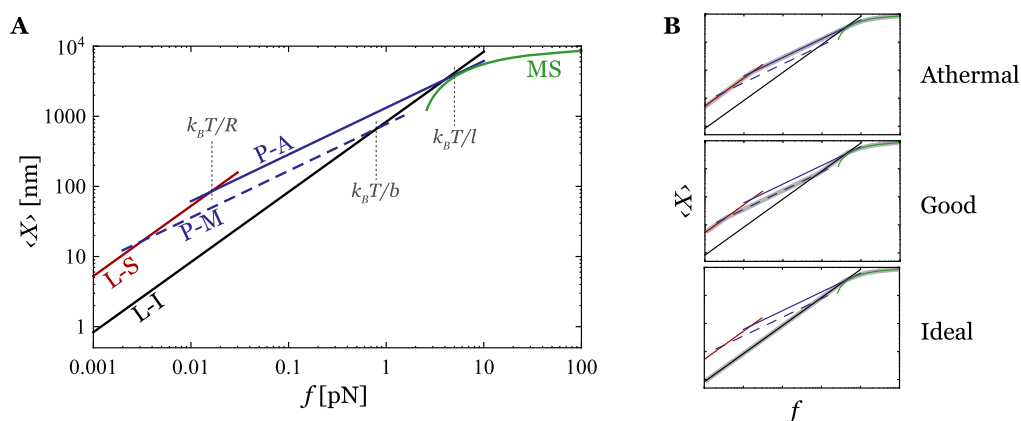 A
10⁴
1000
100
10
1
⟨X⟩ [nm]
0.001
0.01
0.1
1
10
100
f [pN]
k_BT/R
k_BT/b
k_BT/l
P-A
P-M
L-S
L-I
MS
B
Athermal
Good
Ideal
⟨X⟩
f